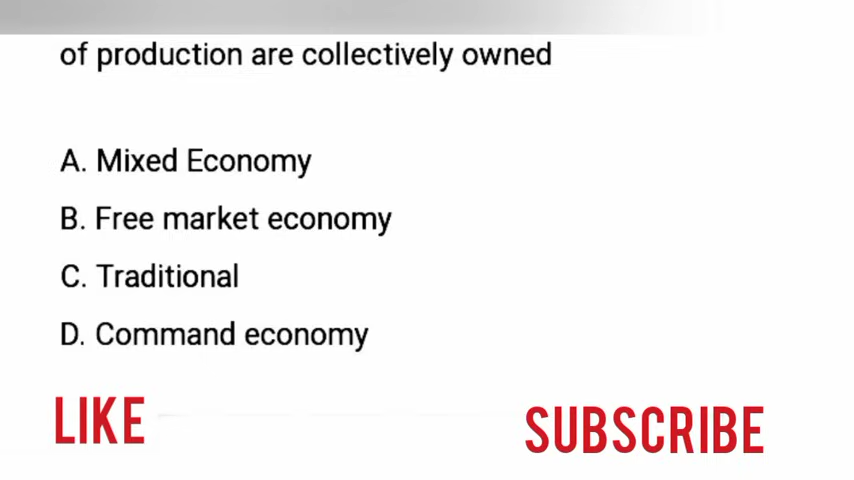 of production are collectively owned
A. Mixed Economy
B. Free market economy
C. Traditional
D. Command economy
LIKE
SUBSCRIBE